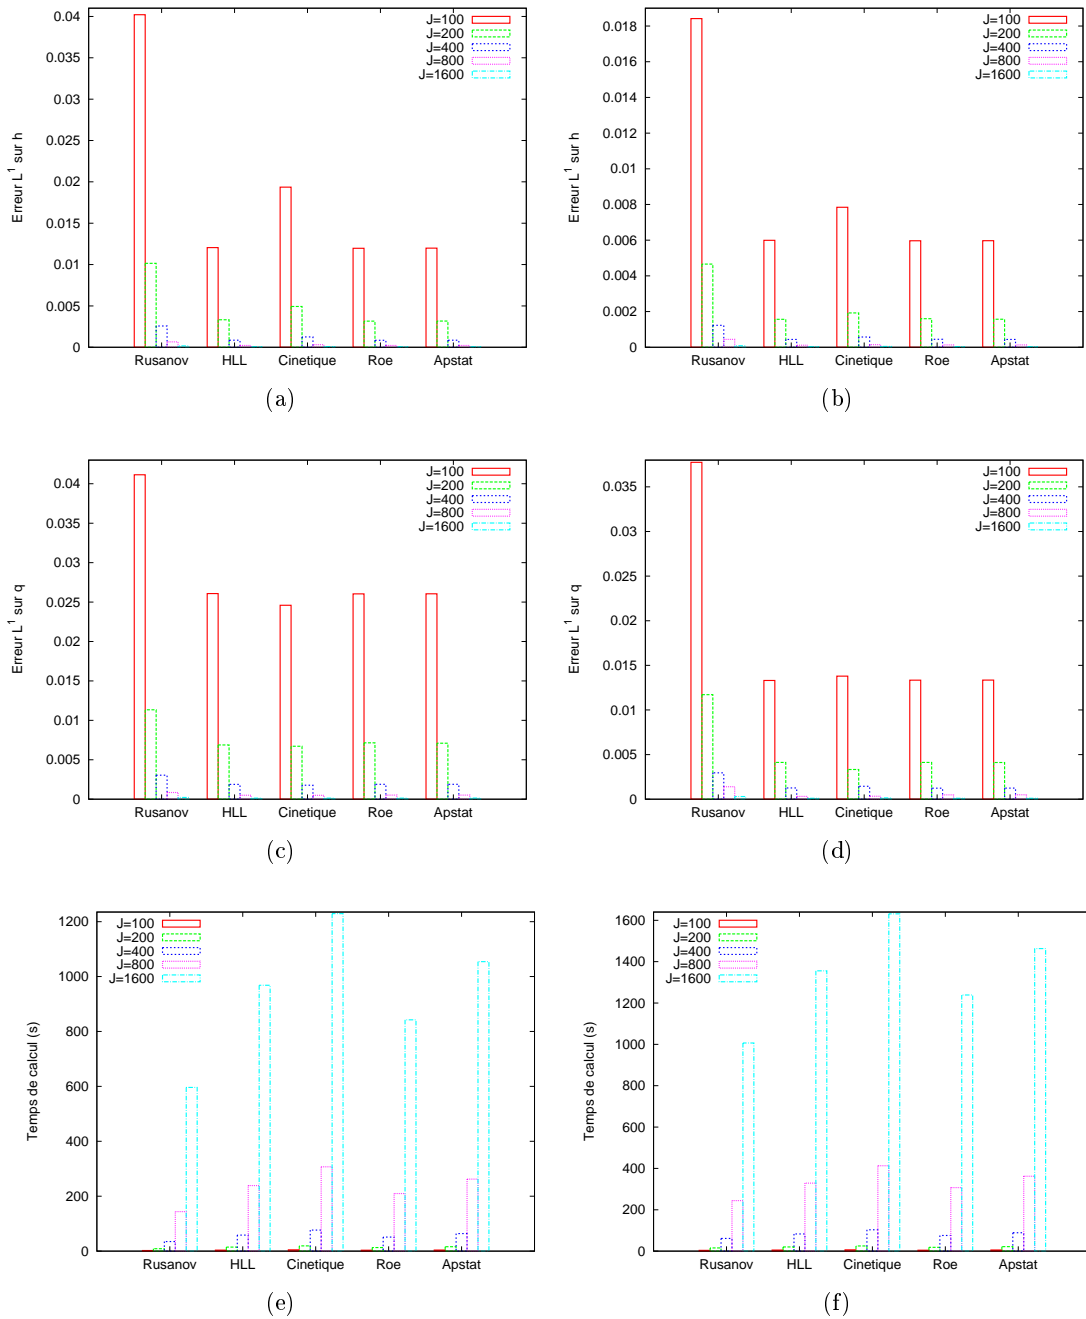 0.04
0.035
0.03
0.025
0.02
0.015
0.01
0.005
0
Erreur L1 sur h
J=100
J=200
J=400
J=800
J=1600
Rusanov HLL Cinetique Roe Apstat
(a)
0.018
0.016
0.014
0.012
0.01
0.008
0.006
0.004
0.002
0
Erreur L1 sur h
J=100
J=200
J=400
J=800
J=1600
Rusanov HLL Cinetique Roe Apstat
(b)
0.04
0.035
0.03
0.025
0.02
0.015
0.01
0.005
0
Erreur L1 sur q
J=100
J=200
J=400
J=800
J=1600
Rusanov HLL Cinetique Roe Apstat
(c)
0.035
0.03
0.025
0.02
0.015
0.01
0.005
0
Erreur L1 sur q
J=100
J=200
J=400
J=800
J=1600
Rusanov HLL Cinetique Roe Apstat
(d)
1200
1000
800
600
400
200
0
Temps de calcul (s)
J=100
J=200
J=400
J=800
J=1600
Rusanov HLL Cinetique Roe Apstat
(e)
1600
1400
1200
1000
800
600
400
200
0
Temps de calcul (s)
J=100
J=200
J=400
J=800
J=1600
Rusanov HLL Cinetique Roe Apstat
(f)